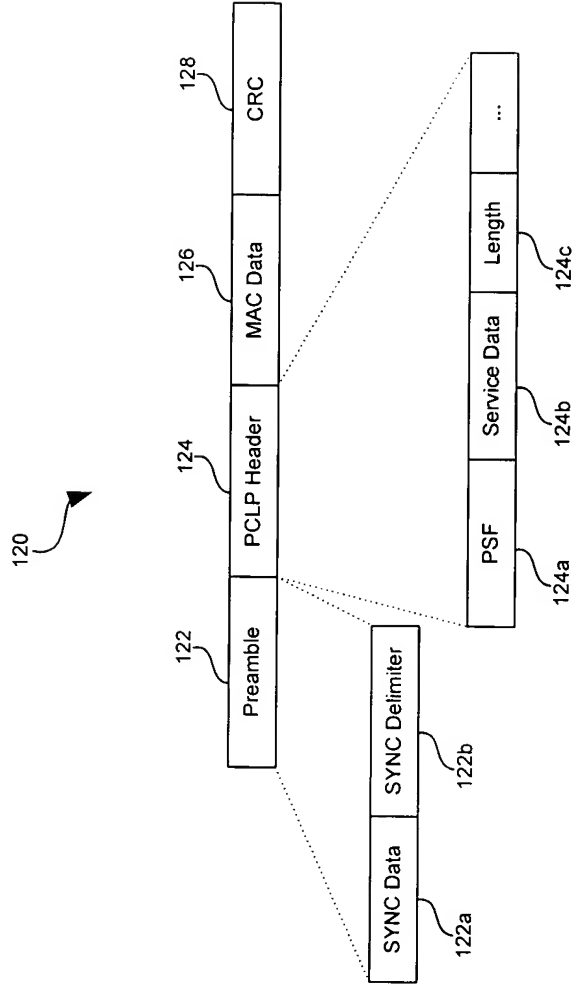 120
122
124
126
128
Preamble
PCLP Header
MAC Data
CRC
SYNC Data
SYNC Delimiter
122a
122b
PSF
Service Data
Length
...
124a
124b
124c